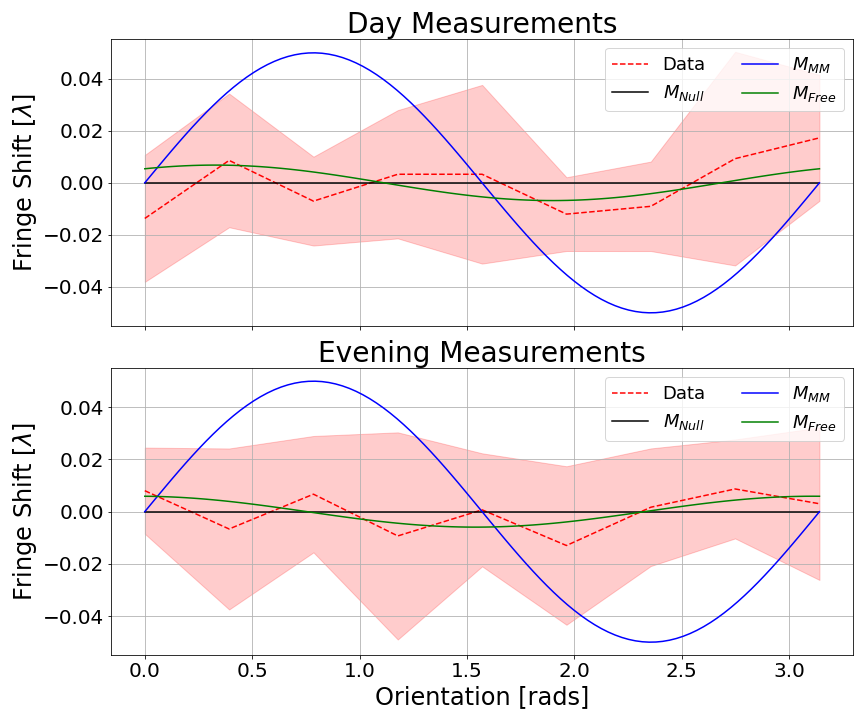 Day Measurements
Fringe Shift [λ]
0.04
0.02
0.00
−0.02
−0.04
Data
M_Null
M_MM
M_Free
Evening Measurements
Fringe Shift [λ]
0.04
0.02
0.00
−0.02
−0.04
Data
M_Null
M_MM
M_Free
0.0 0.5 1.0 1.5 2.0 2.5 3.0
Orientation [rads]